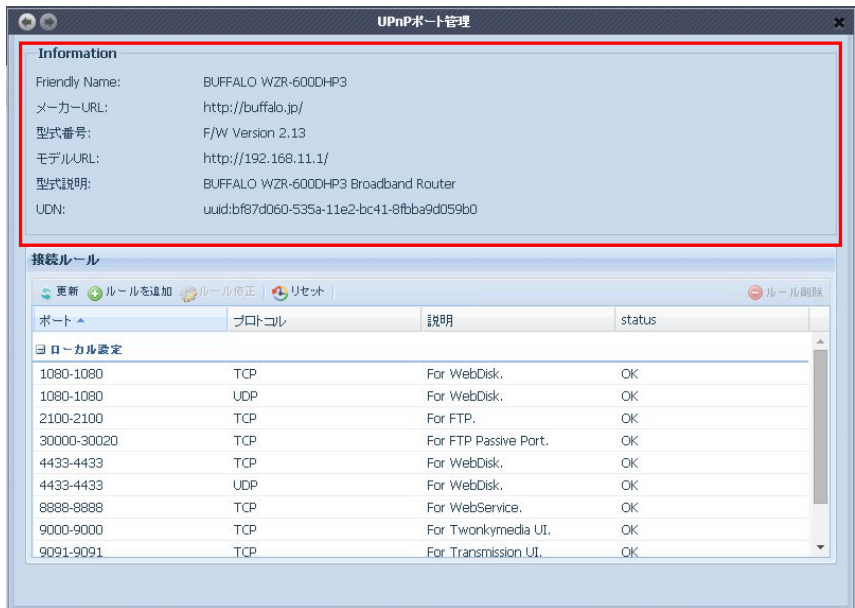 UPnPポート管理
Information
Friendly Name: BUFFALO WZR-600DHP3
メーカーURL: http://buffalo.jp/
型式番号: F/W Version 2.13
モデルURL: http://192.168.11.1/
型式説明: BUFFALO WZR-600DHP3 Broadband Router
UDN: uuid:bf87d060-535a-11e2-bc41-8fbba9d059b0
接続ルール
更新 ルールを追加 ルール修正 リセット ルール削除
ポート プロトコル 説明 status
ローカル設定
1080-1080 TCP For WebDisk. OK
1080-1080 UDP For WebDisk. OK
2100-2100 TCP For FTP. OK
30000-30020 TCP For FTP Passive Port. OK
4433-4433 TCP For WebDisk. OK
4433-4433 UDP For WebDisk. OK
8888-8888 TCP For WebService. OK
9000-9000 TCP For Twonkymedia UI. OK
9091-9091 TCP For Transmission UI. OK